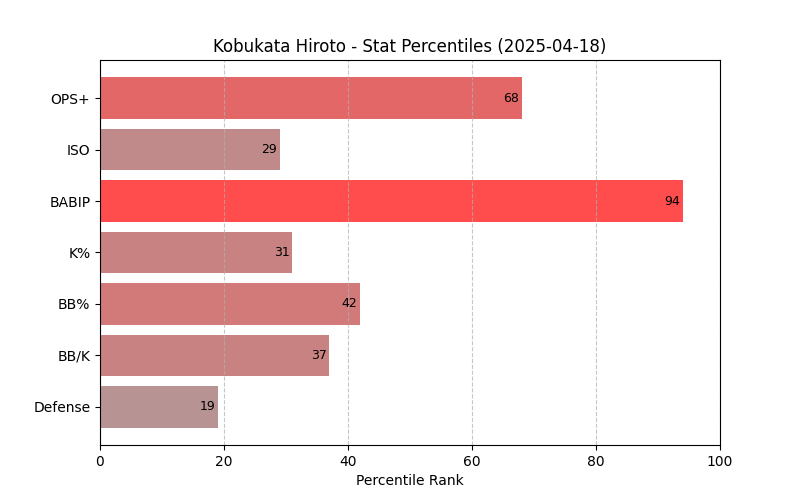 Kobukata Hiroto - Stat Percentiles (2025-04-18)
OPS+ 68
ISO 29
BABIP 94
K% 31
BB% 42
BB/K 37
Defense 19
0 20 40 60 80 100
Percentile Rank